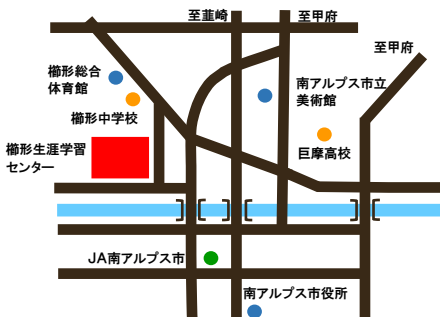 至韮崎
至甲府
至甲府
櫛形総合
体育館
南アルプス市立
美術館
櫛形中学校
櫛形生涯学習
センター
巨摩高校
JA南アルプス市
南アルプス市役所